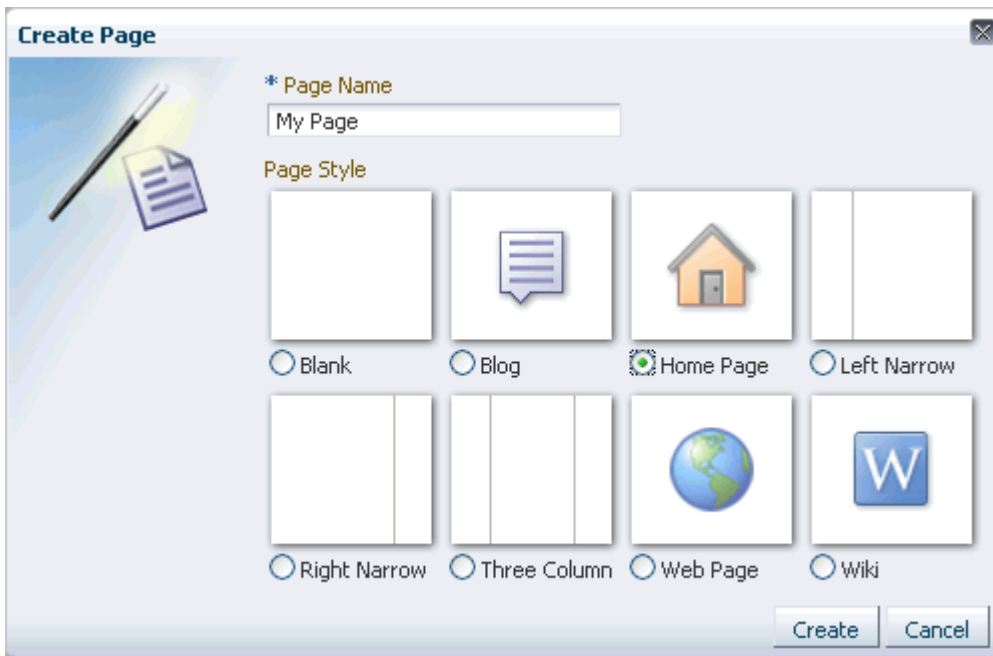 Create Page
* Page Name
My Page
Page Style
Blank Blog Home Page Left Narrow
W
Right Narrow Three Column Web Page Wiki
Create Cancel